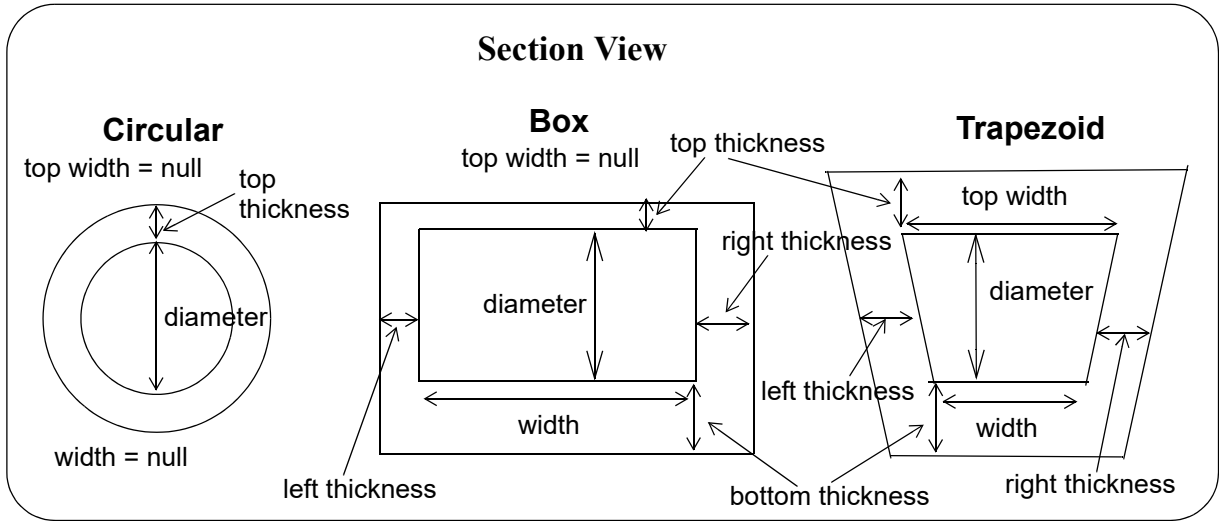 Section View
Circular
top width = null
top
thickness
diameter
width = null
Box
top width = null
top thickness
right thickness
diameter
width
left thickness
bottom thickness
Trapezoid
top width
diameter
left thickness
width
right thickness